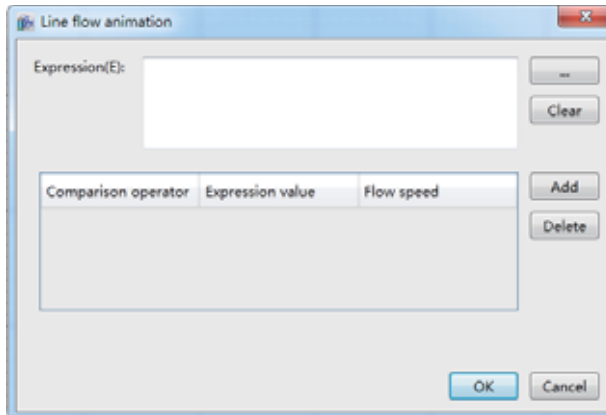 Line flow animation
Expression(E):
...
Clear
Comparison operator Expression value Flow speed
Add
Delete
OK Cancel